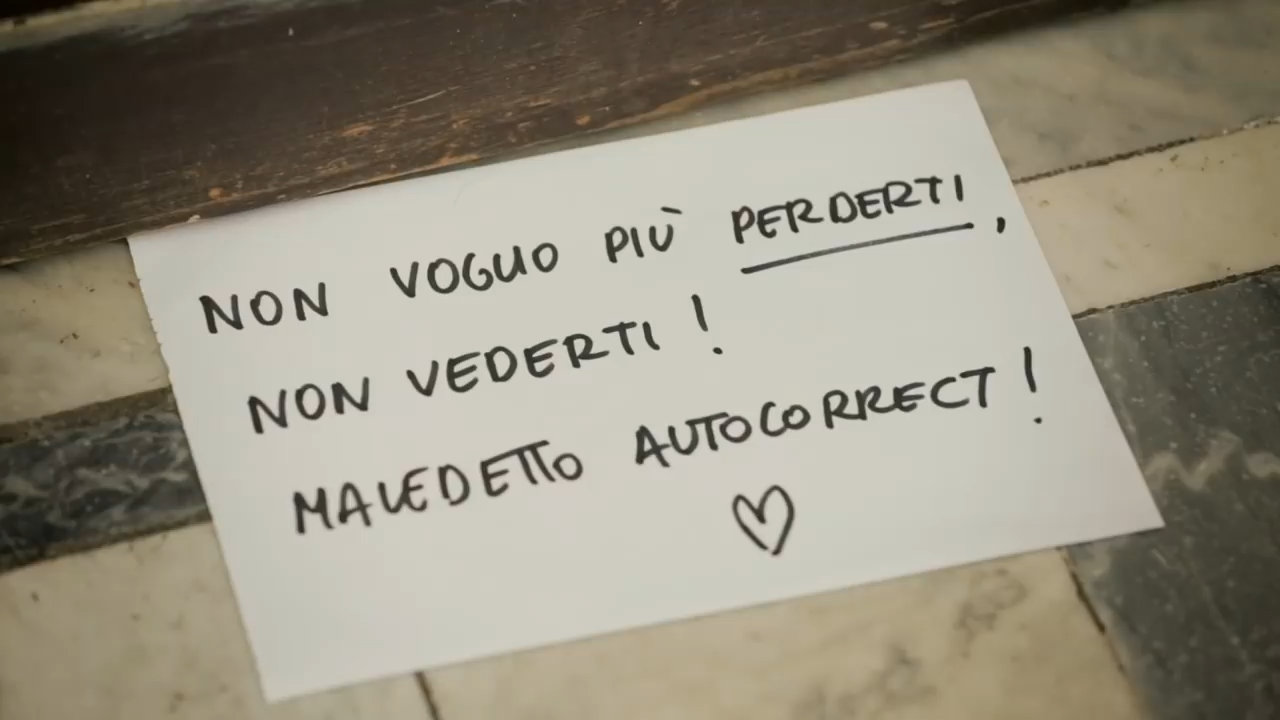 NON VOGLIO PIÙ PERDERTI,
NON VEDERTI!
MALEDETTO AUTOCORRECT!
♡